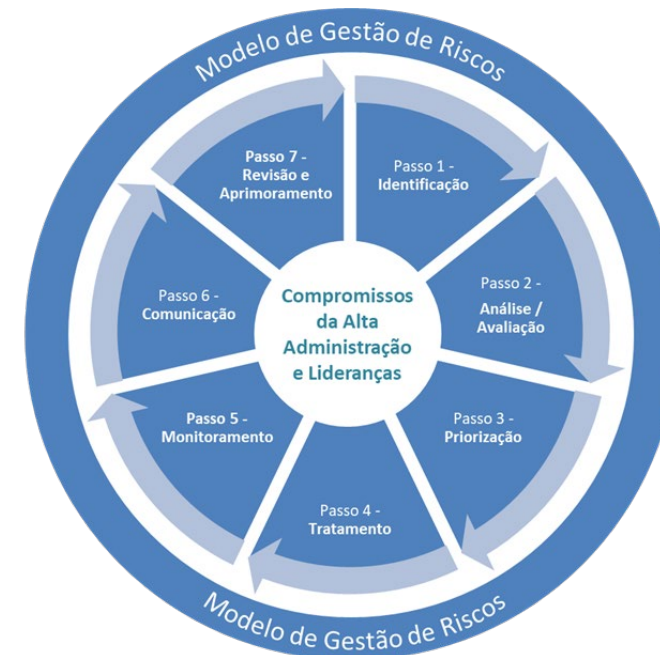 Modelo de Gestão de Riscos
Passo 1 -
Identificação
Passo 2 -
Análise /
Avaliação
Passo 3 -
Priorização
Passo 4 -
Tratamento
Passo 5 -
Monitoramento
Passo 6 -
Comunicação
Passo 7 -
Revisão e
Aprimoramento
Compromissos
da Alta
Administração
e Lideranças
Modelo de Gestão de Riscos